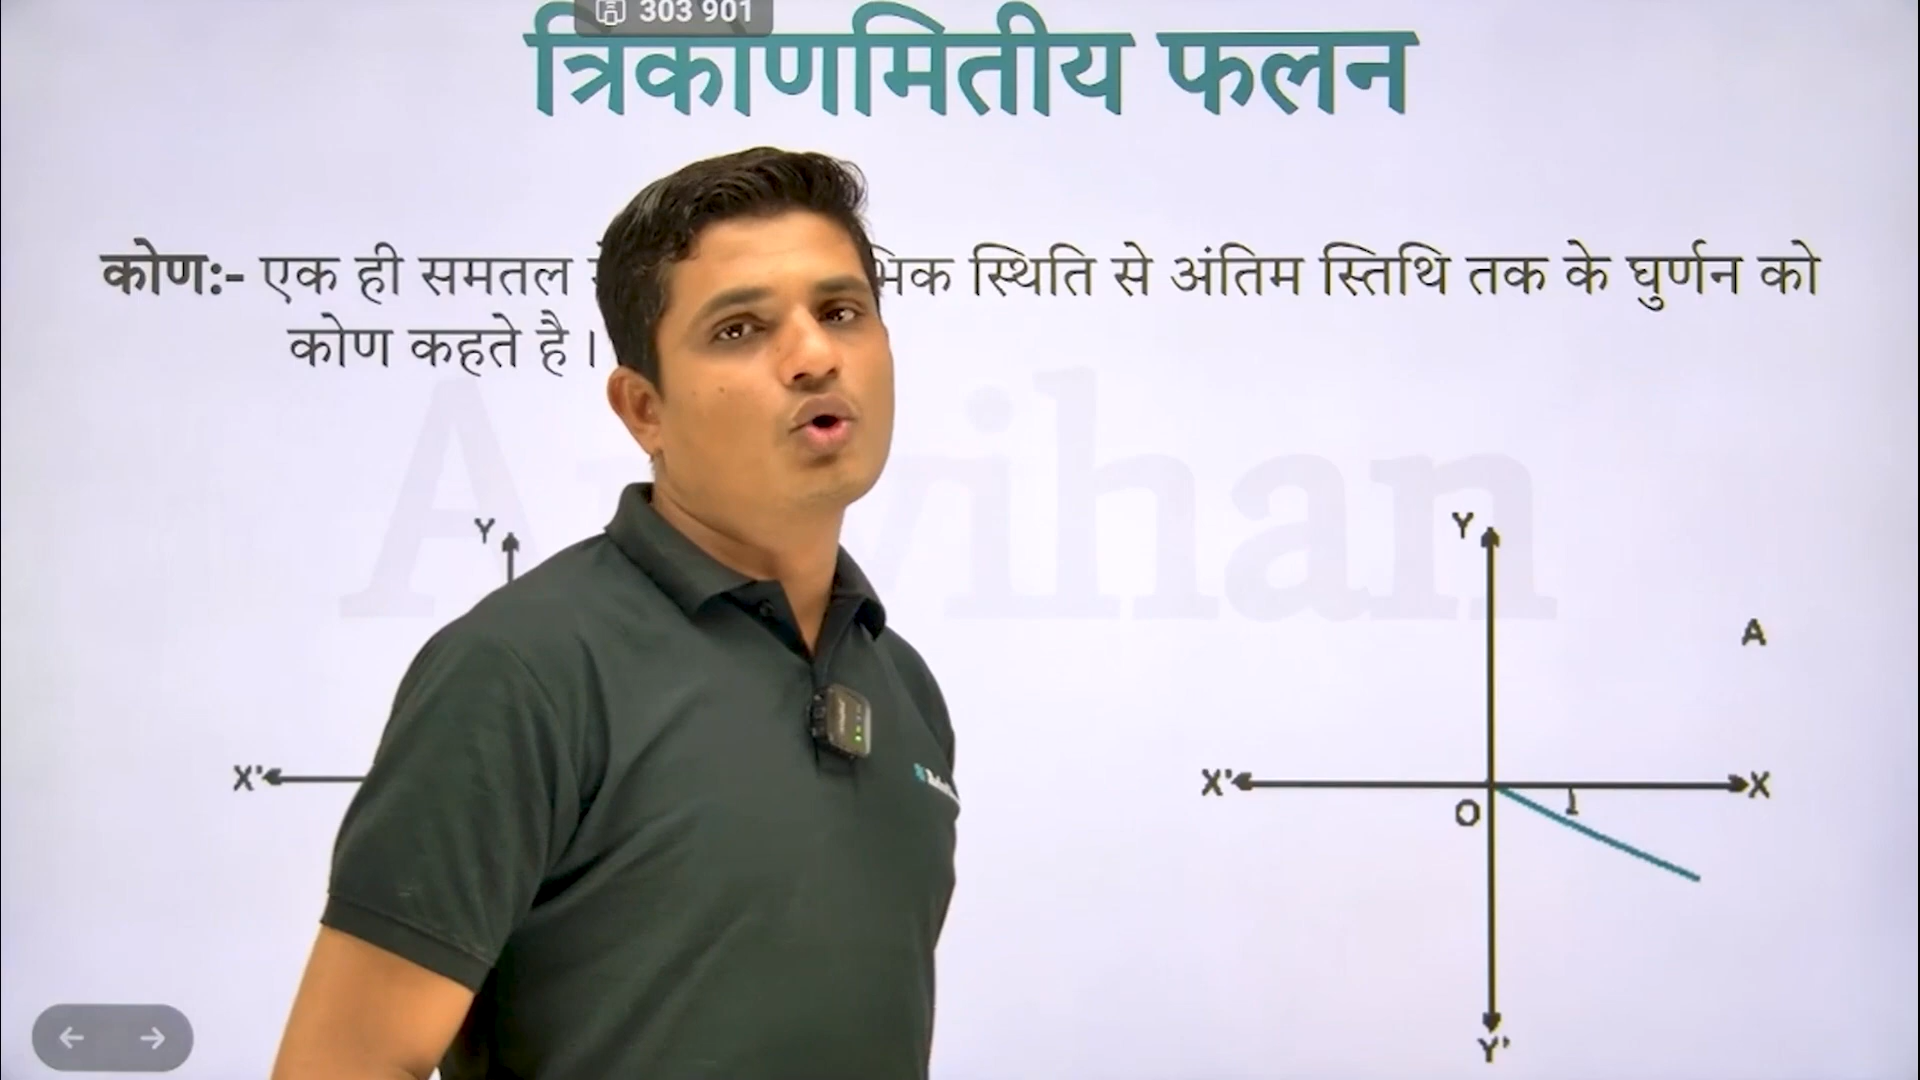 303 901
त्रिकोणमितीय फलन
कोण:- एक ही समतल स्थिति से अंतिम स्तिथि तक के घुर्णन को
कोण कहते है।
Y
Y
A
X'
X'
X
O
1
Y'